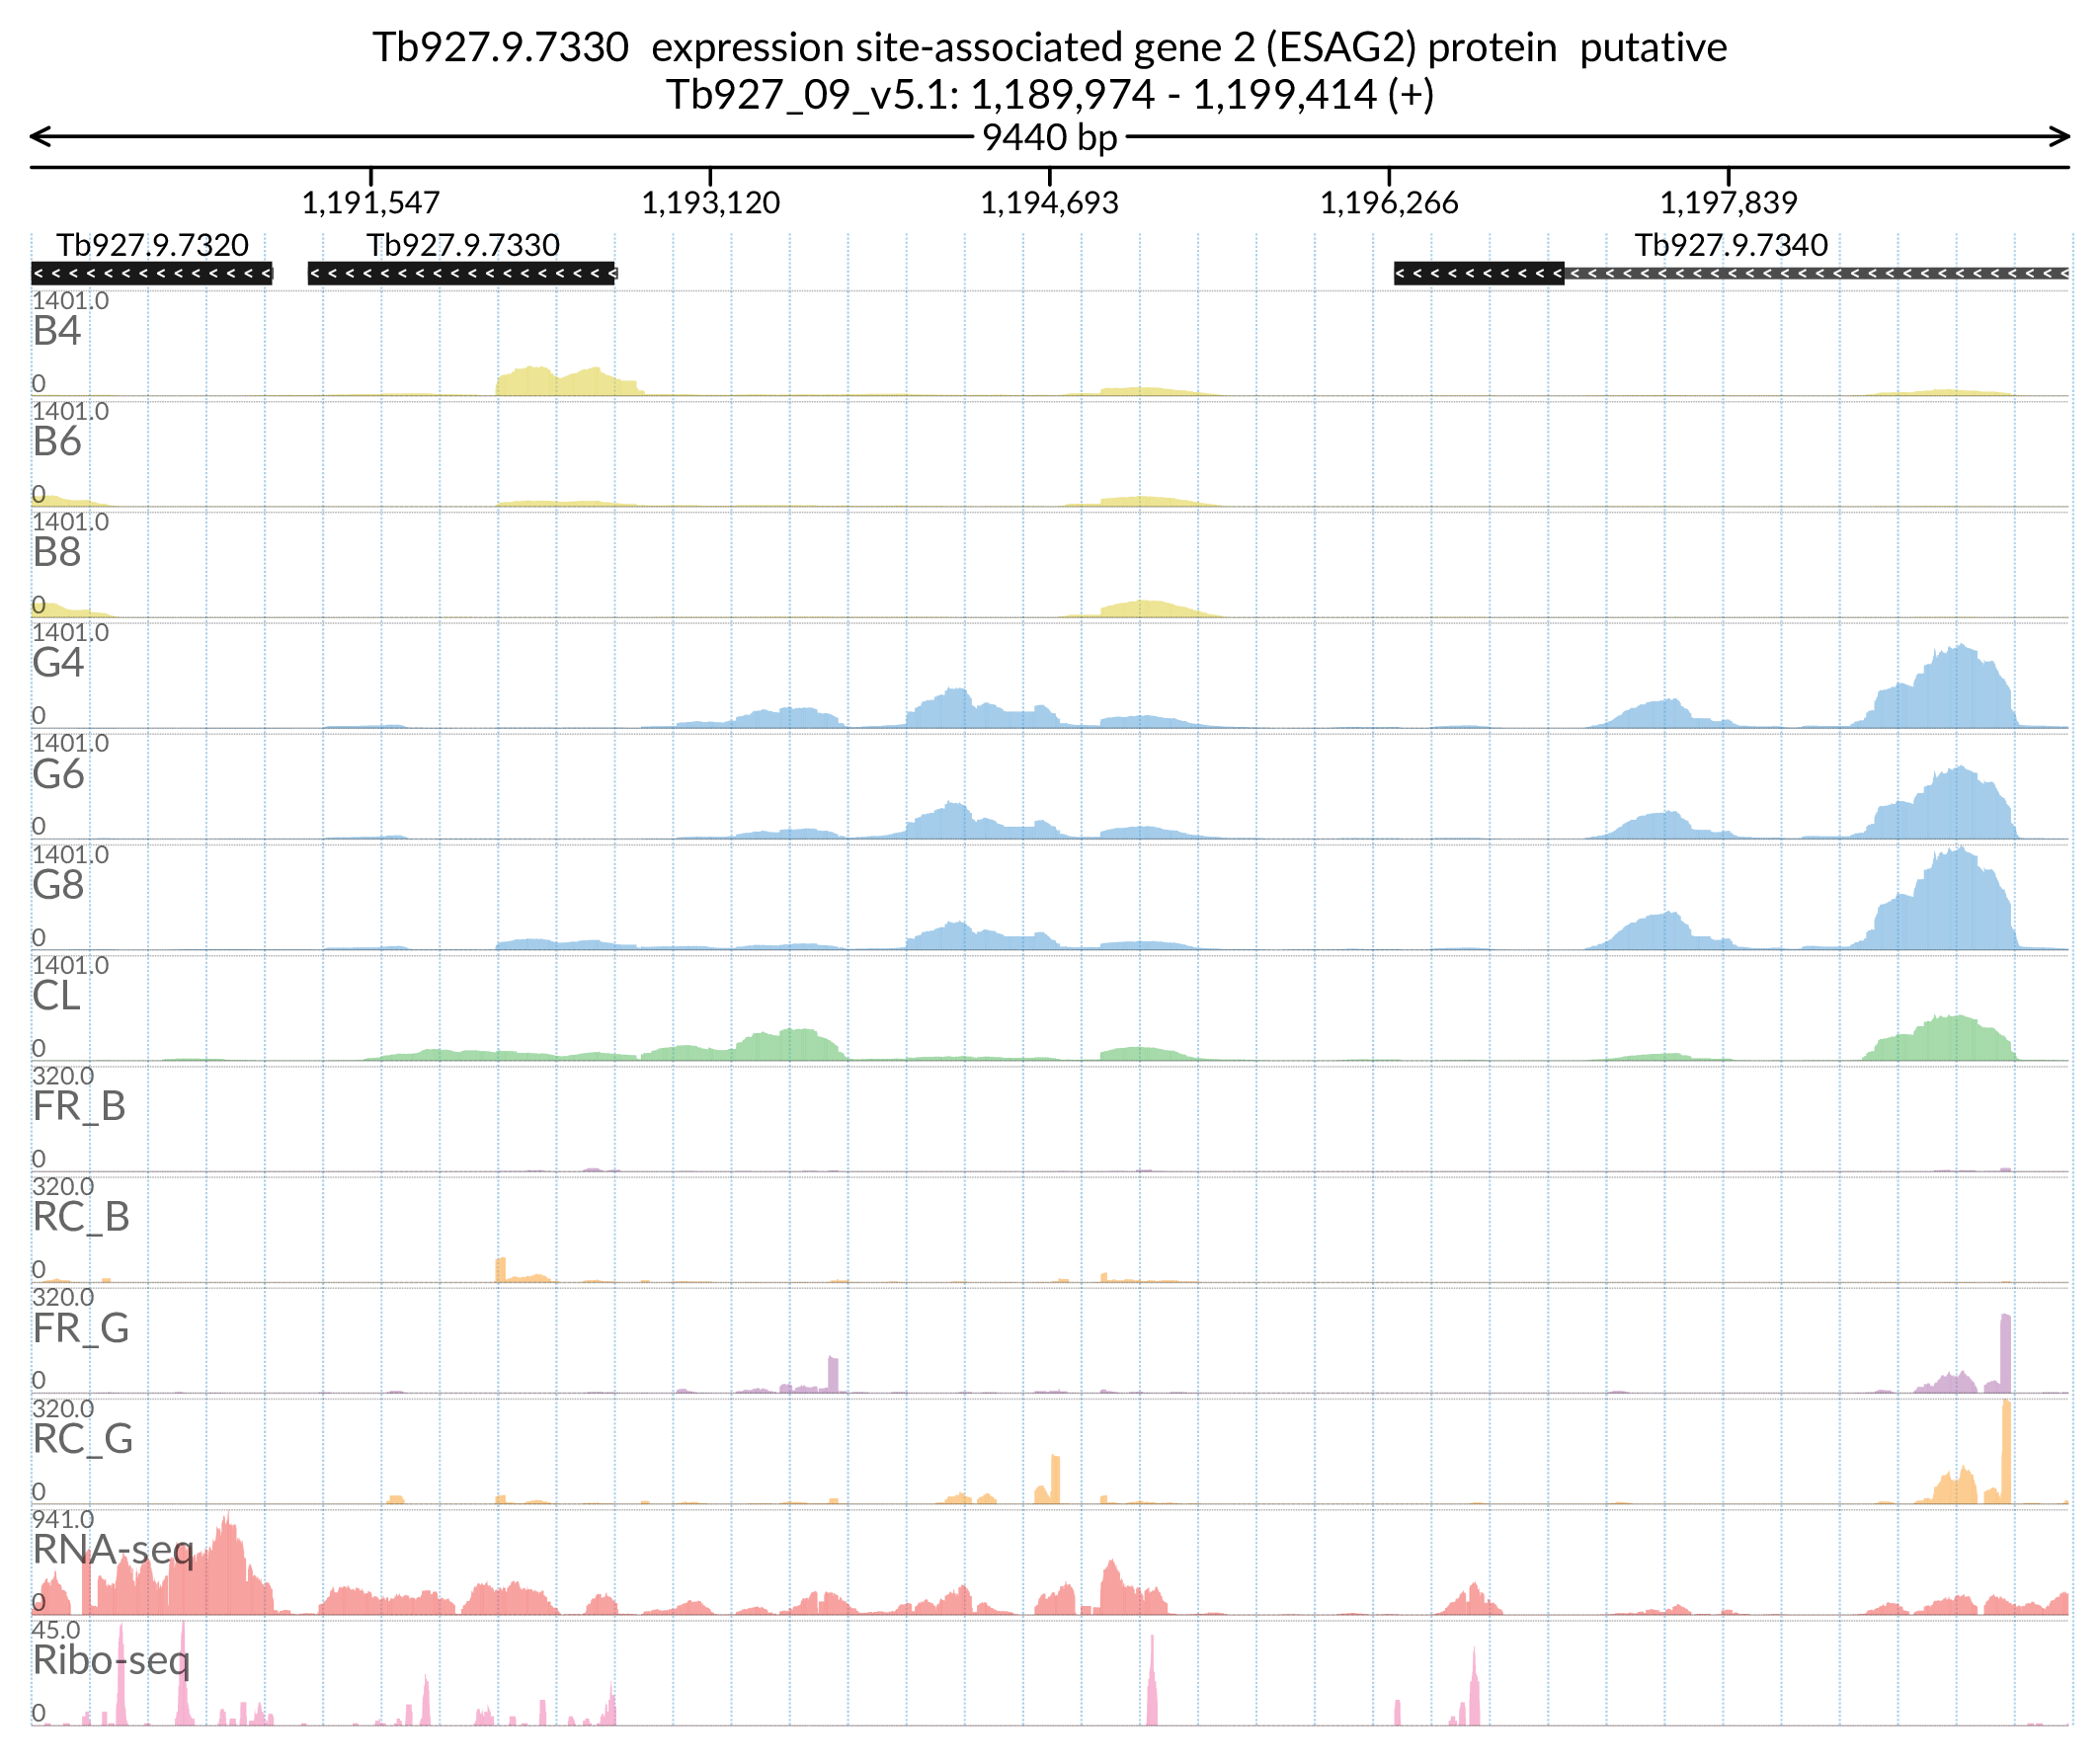 Tb927.9.7330  expression site-associated gene 2 (ESAG2) protein  putative
Tb927_09_v5.1: 1,189,974 - 1,199,414 (+)
9440 bp
1,191,547 1,193,120 1,194,693 1,196,266 1,197,839
Tb927.9.7320 Tb927.9.7330 Tb927.9.7340
1401.0
B4
0
1401.0
B6
0
1401.0
B8
0
1401.0
G4
0
1401.0
G6
0
1401.0
G8
0
1401.0
CL
0
320.0
FR_B
0
320.0
RC_B
0
320.0
FR_G
0
320.0
RC_G
0
941.0
RNA-seq
0
45.0
Ribo-seq
0